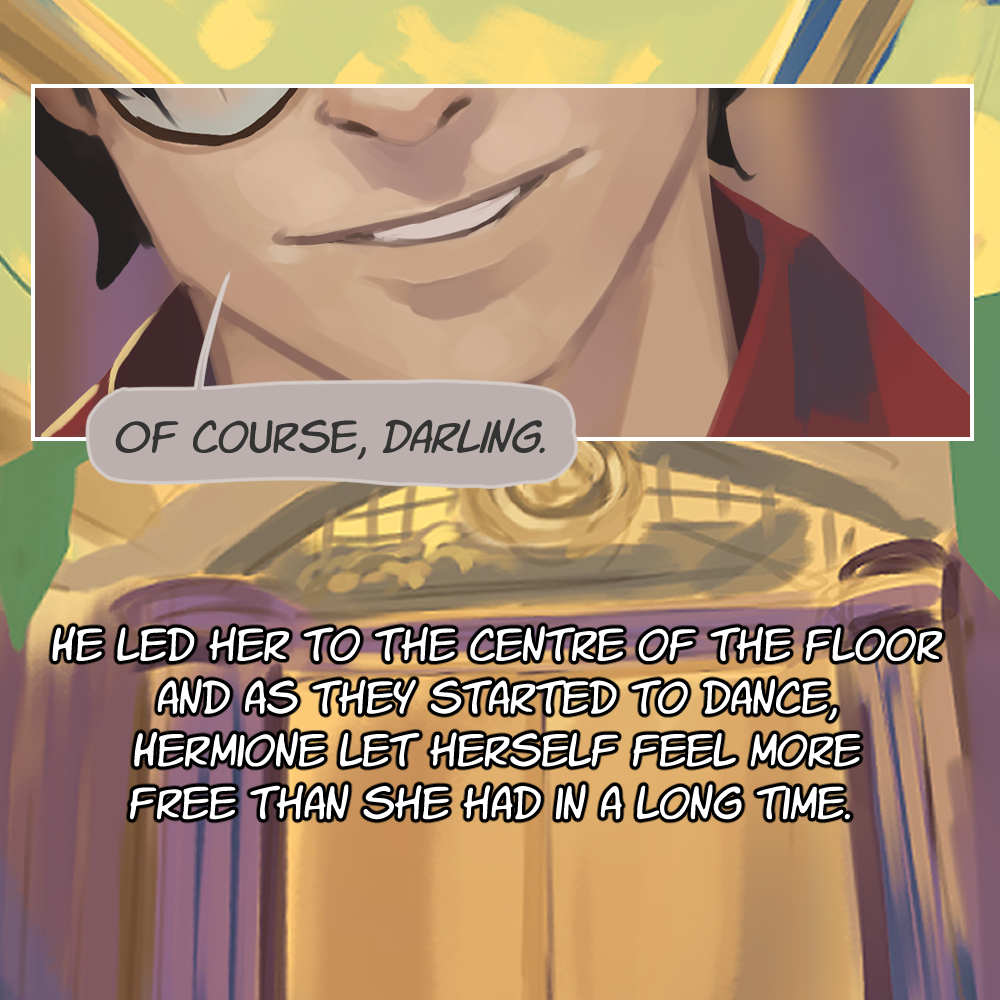 OF COURSE, DARLING.
HE LED HER TO THE CENTRE OF THE FLOOR
AND AS THEY STARTED TO DANCE,
HERMIONE LET HERSELF FEEL MORE
FREE THAN SHE HAD IN A LONG TIME.